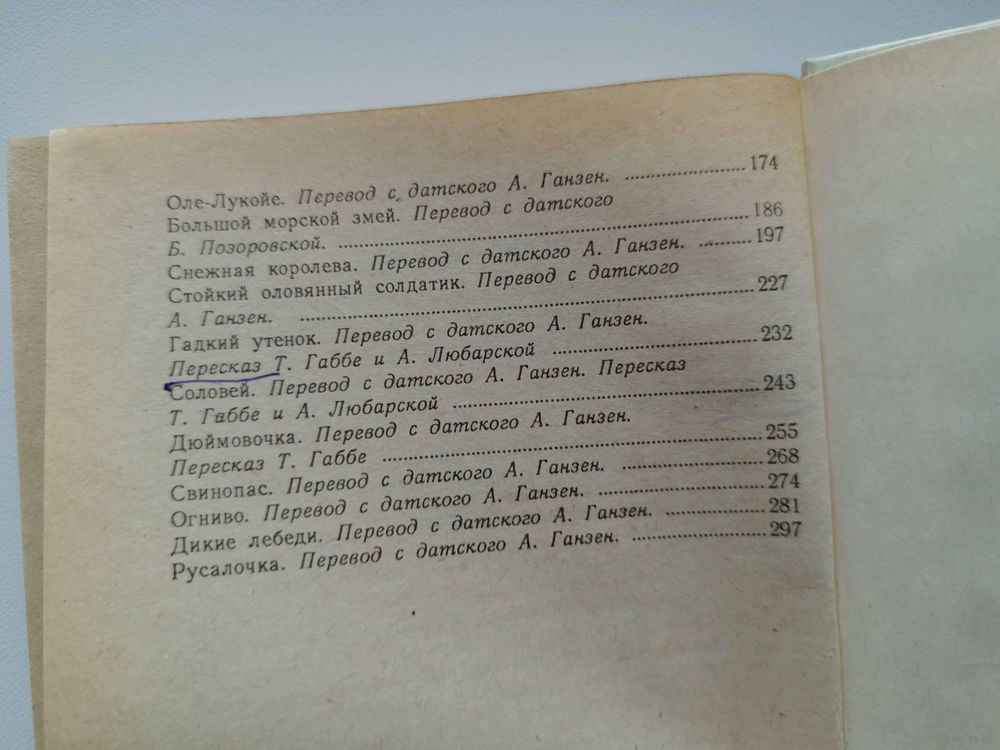 Оле-Лукойе. Перевод с датского А. Ганзен. ........................ 174
Большой морской змей. Перевод с датского
Б. Позоровской. ........................ 186
Снежная королева. Перевод с датского А. Ганзен. ........ 197
Стойкий оловянный солдатик. Перевод с датского
А. Ганзен. ........................ 227
Гадкий утенок. Перевод с датского А. Ганзен.
Пересказ Т. Габбе и А. Любарской ........................ 232
Соловей. Перевод с датского А. Ганзен. Пересказ
Т. Габбе и А. Любарской ........................ 243
Дюймовочка. Перевод с датского А. Ганзен.
Пересказ Т. Габбе ........................ 255
Свинопас. Перевод с датского А. Ганзен. ........................ 268
Огниво. Перевод с датского А. Ганзен. ........................ 274
Дикие лебеди. Перевод с датского А. Ганзен. ........................ 281
Русалочка. Перевод с датского А. Ганзен. ........................ 297